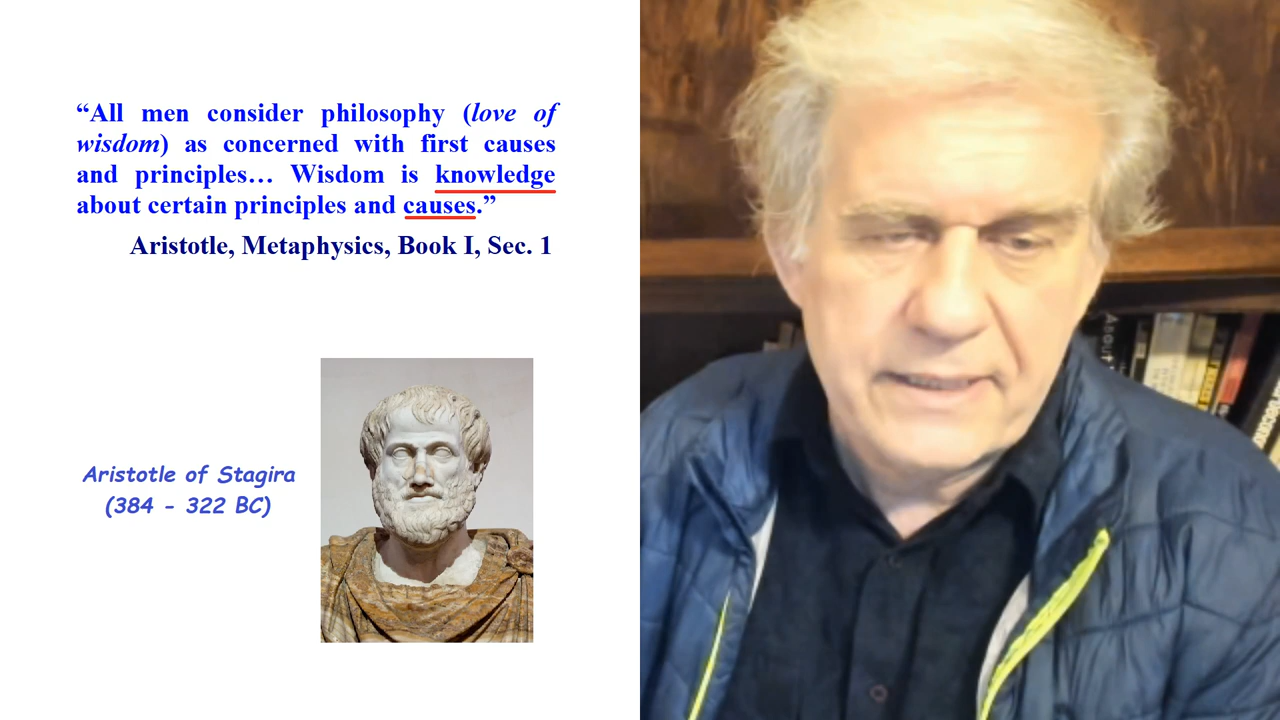 “All men consider philosophy (love of
wisdom) as concerned with first causes
and principles… Wisdom is knowledge
about certain principles and causes.”
Aristotle, Metaphysics, Book I, Sec. 1
Aristotle of Stagira
(384 - 322 BC)
ABOUT